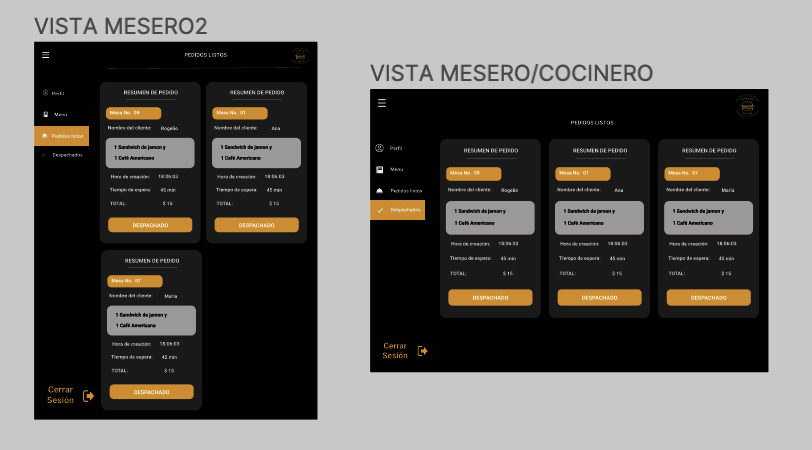 VISTA MESERO2
PEDIDOS LISTOS
Perfil
Menu
Pedidos listos
Despachados
RESUMEN DE PEDIDO
Mesa No. 09
Nombre del cliente: Rogelio
1 Sandwich de jamon y
1 Café Americano
Hora de creación: 18:06:03
Tiempo de espera: 45 min
TOTAL: $ 15
DESPACHADO
RESUMEN DE PEDIDO
Mesa No. 01
Nombre del cliente: Ana
1 Sandwich de jamon y
1 Café Americano
Hora de creación: 18:06:03
Tiempo de espera: 45 min
TOTAL: $ 15
DESPACHADO
RESUMEN DE PEDIDO
Mesa No. 07
Nombre del cliente: Maria
1 Sandwich de jamon y
1 Café Americano
Hora de creación: 18:06:03
Tiempo de espera: 45 min
TOTAL: $ 15
DESPACHADO
Cerrar
Sesión
VISTA MESERO/COCINERO
PEDIDOS LISTOS
Perfil
Menu
Pedidos listos
Despachados
RESUMEN DE PEDIDO
Mesa No. 09
Nombre del cliente: Rogelio
1 Sandwich de jamon y
1 Café Americano
Hora de creación: 18:06:03
Tiempo de espera: 45 min
TOTAL: $ 15
DESPACHADO
RESUMEN DE PEDIDO
Mesa No. 01
Nombre del cliente: Ana
1 Sandwich de jamon y
1 Café Americano
Hora de creación: 18:06:03
Tiempo de espera: 45 min
TOTAL: $ 15
DESPACHADO
RESUMEN DE PEDIDO
Mesa No. 07
Nombre del cliente: Maria
1 Sandwich de jamon y
1 Café Americano
Hora de creación: 18:06:03
Tiempo de espera: 45 min
TOTAL: $ 15
DESPACHADO
Cerrar
Sesión